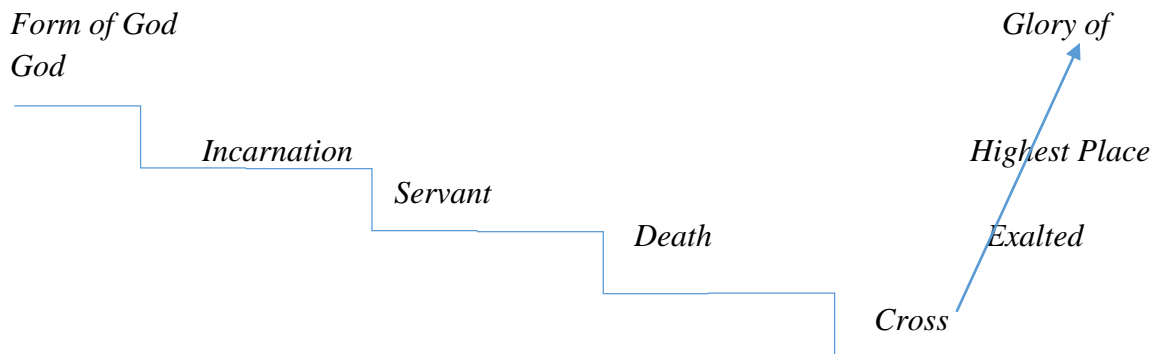 Form of God Glory of
God
Incarnation Highest Place
Servant
Death Exalted
Cross